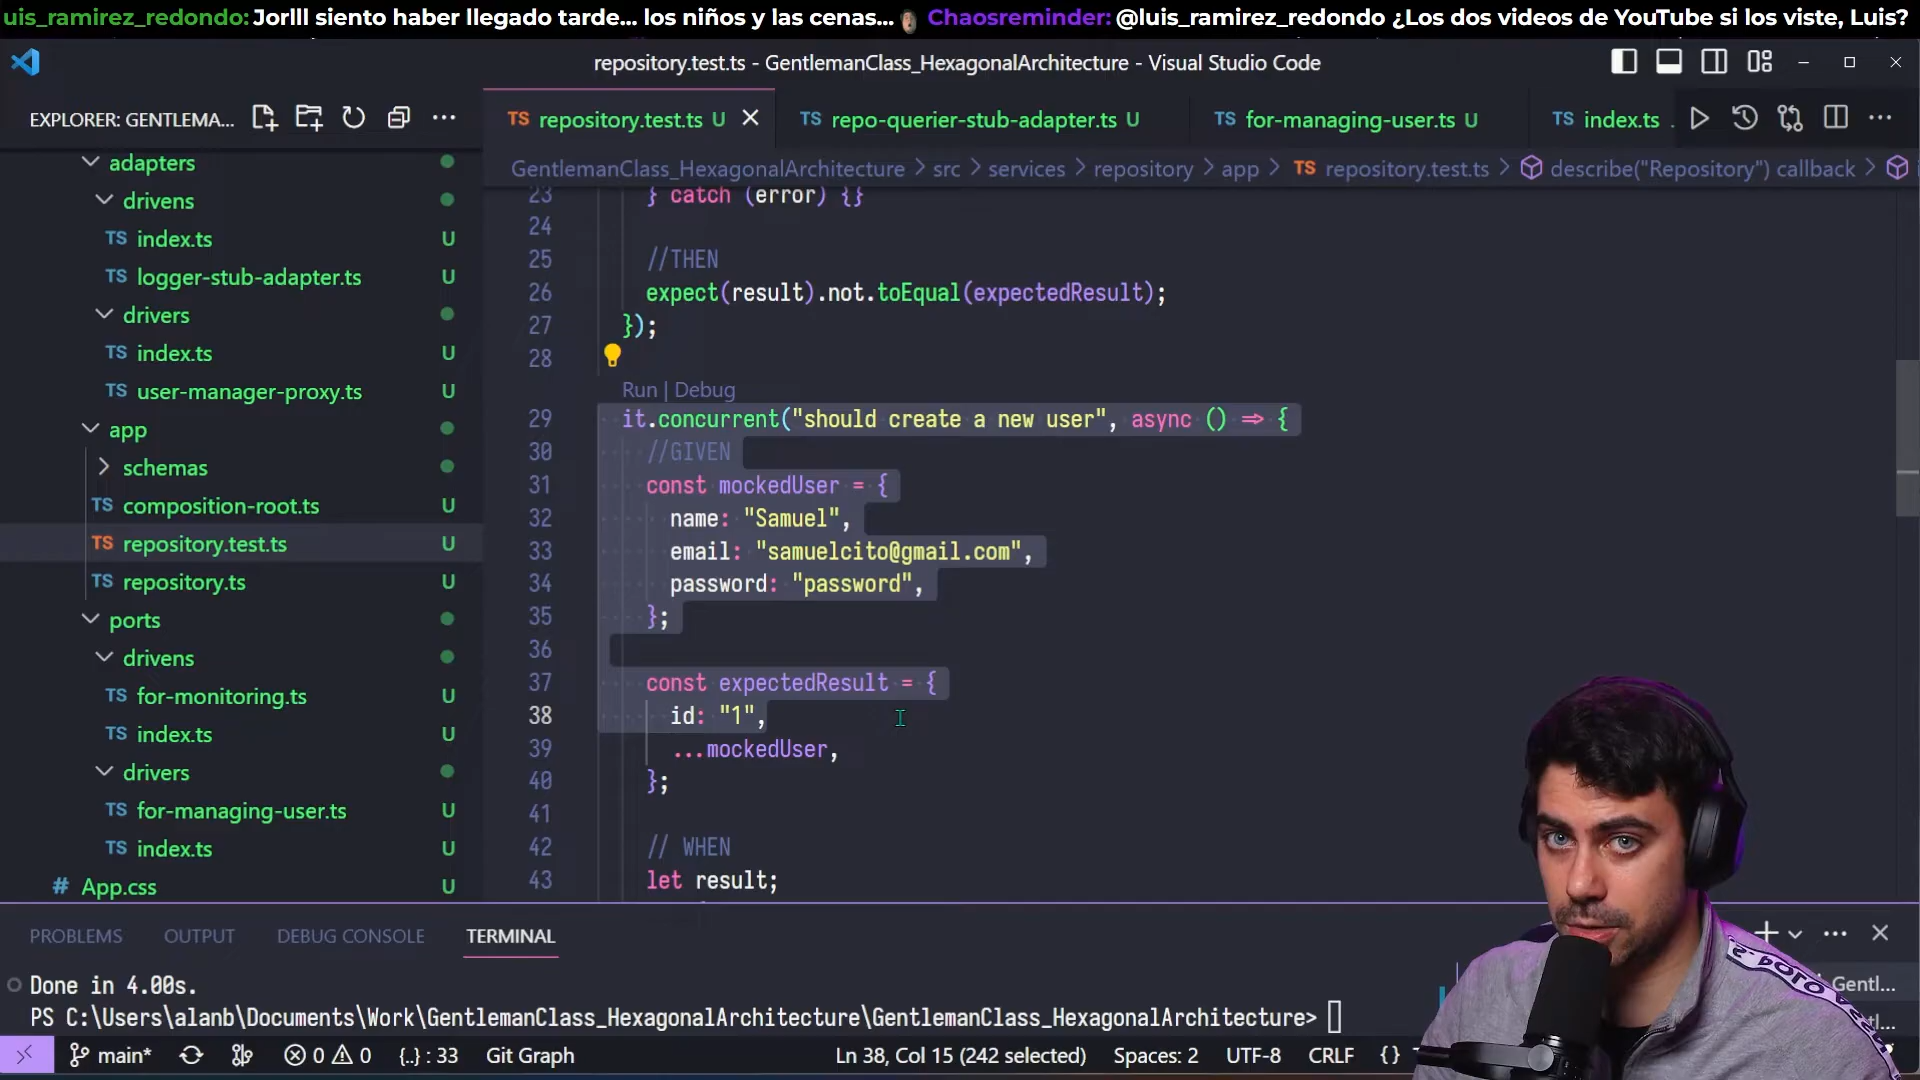 uis_ramirez_redondo: Jorlll siento haber llegado tarde... los niños y las cenas... Chaosreminder: @luis_ramirez_redondo ¿Los dos videos de YouTube si los viste, Luis?
repository.test.ts - GentlemanClass_HexagonalArchitecture - Visual Studio Code
EXPLORER: GENTLEMA...
TS repository.test.ts U
TS repo-querier-stub-adapter.ts U
TS for-managing-user.ts U
TS index.ts
GentlemanClass_HexagonalArchitecture > src > services > repository > app > TS repository.test.ts > describe("Repository") callback >
adapters
drivens
TS index.ts U
TS logger-stub-adapter.ts U
drivers
TS index.ts U
TS user-manager-proxy.ts U
app
schemas
TS composition-root.ts U
TS repository.test.ts U
TS repository.ts U
ports
drivens
TS for-monitoring.ts U
TS index.ts U
drivers
TS for-managing-user.ts U
TS index.ts U
# App.css U
23 } catch (error) {}
24
25 //THEN
26 expect(result).not.toEqual(expectedResult);
27 });
28
Run | Debug
29 it.concurrent("should create a new user", async () => {
30 //GIVEN
31 const mockedUser = {
32 name: "Samuel",
33 email: "samuelcito@gmail.com",
34 password: "password",
35 };
36
37 const expectedResult = {
38 id: "1",
39 ...mockedUser,
40 };
41
42 // WHEN
43 let result;
PROBLEMS OUTPUT DEBUG CONSOLE TERMINAL
Done in 4.00s.
PS C:\Users\alanb\Documents\Work\GentlemanClass_HexagonalArchitecture\GentlemanClass_HexagonalArchitecture>
Gentl...
main* 0 0 {..} : 33 Git Graph Ln 38, Col 15 (242 selected) Spaces: 2 UTF-8 CRLF {}